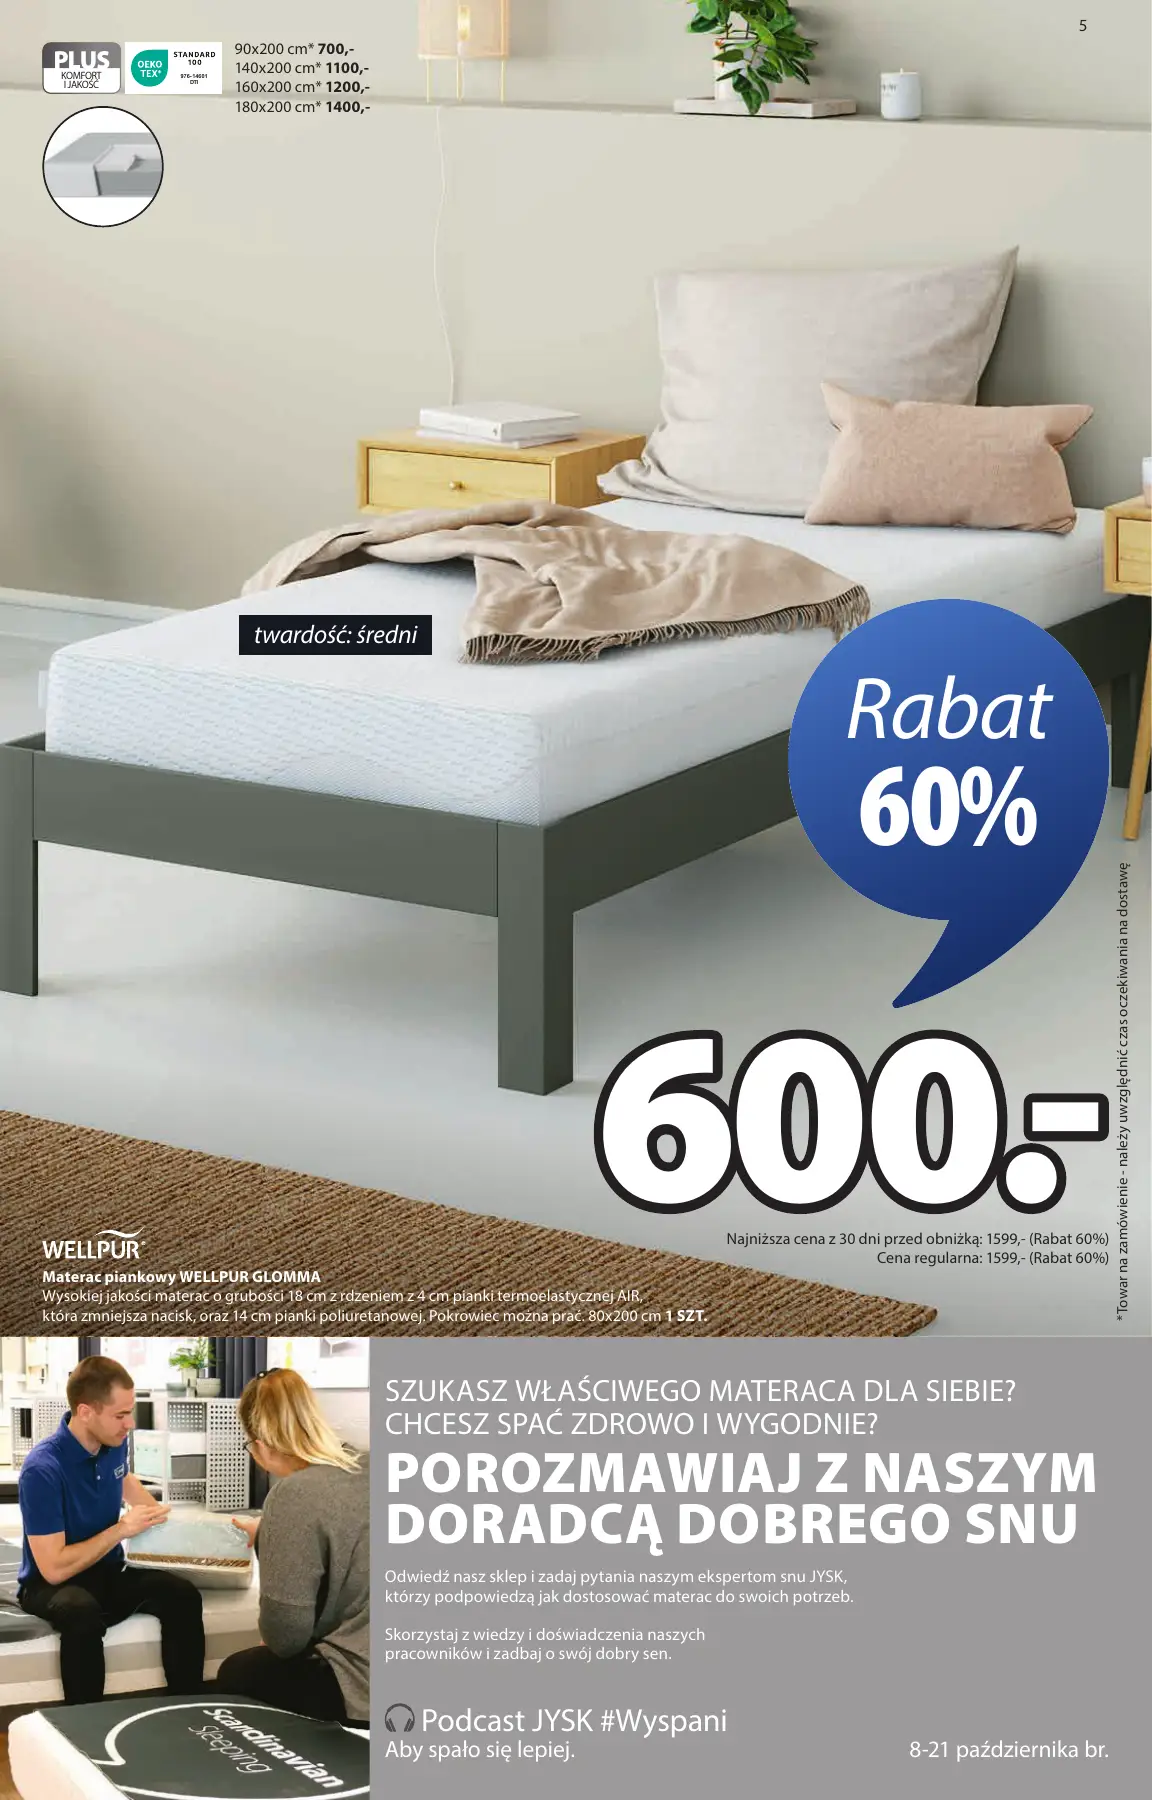 5
PLUS
KOMFORT
I JAKOŚĆ
OEKO
TEX®
STANDARD
100
976-14601
DTI
90x200 cm* 700,-
140x200 cm* 1100,-
160x200 cm* 1200,-
180x200 cm* 1400,-
twardość: średni
Rabat
60%
600.-
Najniższa cena z 30 dni przed obniżką: 1599,- (Rabat 60%)
Cena regularna: 1599,- (Rabat 60%)
*Towar na zamówienie - należy uwzględnić czas oczekiwania na dostawę
WELLPUR®
Materac piankowy WELLPUR GLOMMA
Wysokiej jakości materac o grubości 18 cm z rdzeniem z 4 cm pianki termoelastycznej AIR,
która zmniejsza nacisk, oraz 14 cm pianki poliuretanowej. Pokrowiec można prać. 80x200 cm 1 SZT.
SZUKASZ WŁAŚCIWEGO MATERACA DLA SIEBIE?
CHCESZ SPAĆ ZDROWO I WYGODNIE?
POROZMAWIAJ Z NASZYM
DORADCĄ DOBREGO SNU
Odwiedź nasz sklep i zadaj pytania naszym ekspertom snu JYSK,
którzy podpowiedzą jak dostosować materac do swoich potrzeb.
Skorzystaj z wiedzy i doświadczenia naszych
pracowników i zadbaj o swój dobry sen.
Podcast JYSK #Wyspani
Aby spało się lepiej.
8-21 października br.
Scandinavian
Sleeping